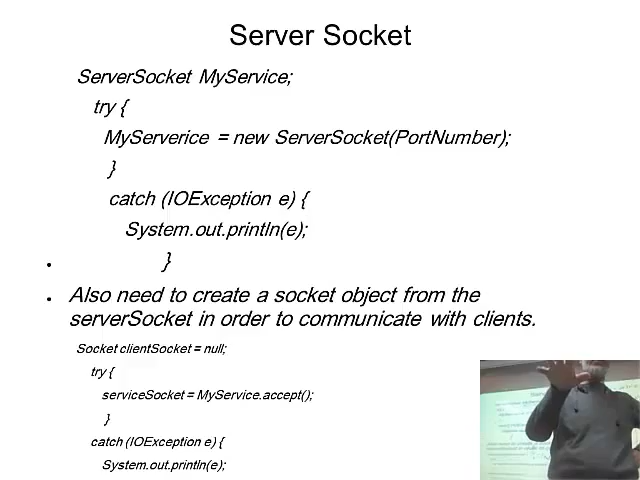 Server Socket
ServerSocket MyService;
try {
MyServerice = new ServerSocket(PortNumber);
}
catch (IOException e) {
System.out.println(e);
}
Also need to create a socket object from the
serverSocket in order to communicate with clients.
Socket clientSocket = null;
try {
serviceSocket = MyService.accept();
}
catch (IOException e) {
System.out.println(e);